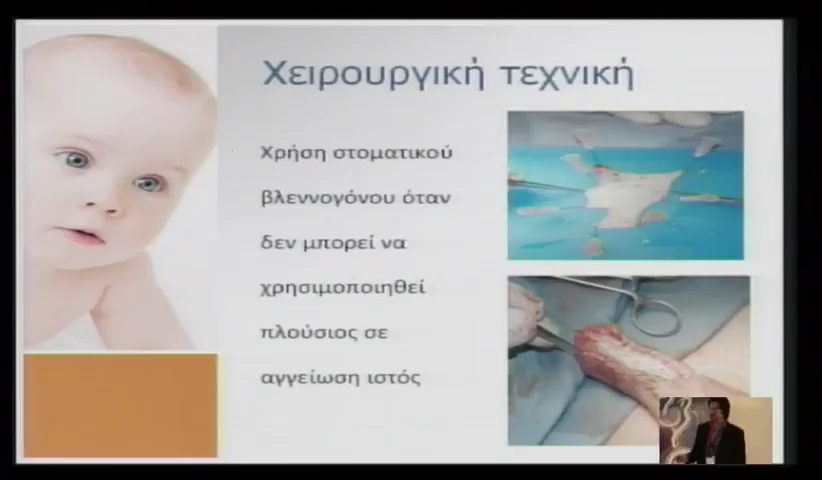 Χειρουργική τεχνική
Χρήση στοματικού
βλεννογόνου όταν
δεν μπορεί να
χρησιμοποιηθεί
πλούσιος σε
αγγείωση ιστός